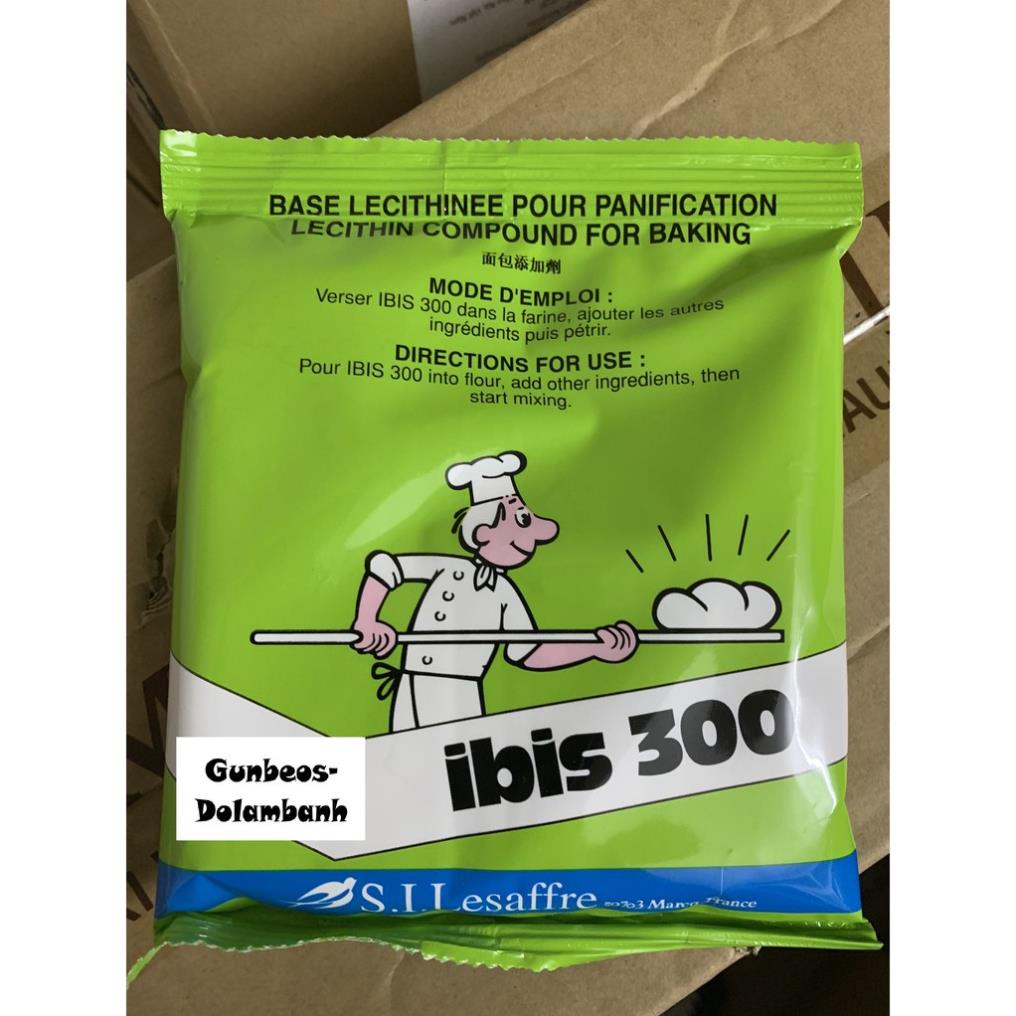 BASE LECITHINEE POUR PANIFICATION
LECITHIN COMPOUND FOR BAKING
面包添加劑
MODE D'EMPLOI :
Verser IBIS 300 dans la farine, ajouter les autres
ingrédients puis pétrir.
DIRECTIONS FOR USE :
Pour IBIS 300 into flour, add other ingredients, then
start mixing.
ibis 300
Gunbeos-
Dolambanh
S.I.Lesaffre
France